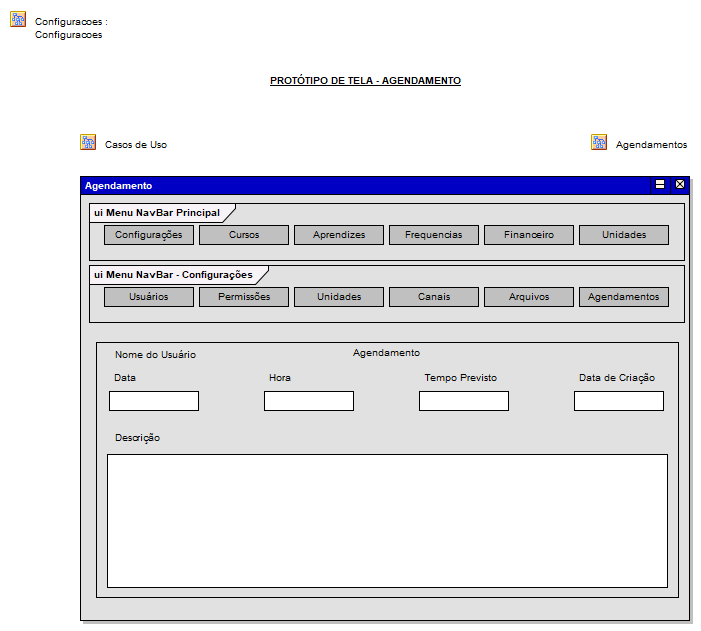 Configuracoes :
Configuracoes
PROTÓTIPO DE TELA - AGENDAMENTO
Casos de Uso
Agendamentos
Agendamento
ui Menu NavBar Principal
Configurações Cursos Aprendizes Frequencias Financeiro Unidades
ui Menu NavBar - Configurações
Usuários Permissões Unidades Canais Arquivos Agendamentos
Nome do Usuário Agendamento
Data Hora Tempo Previsto Data de Criação
Descrição